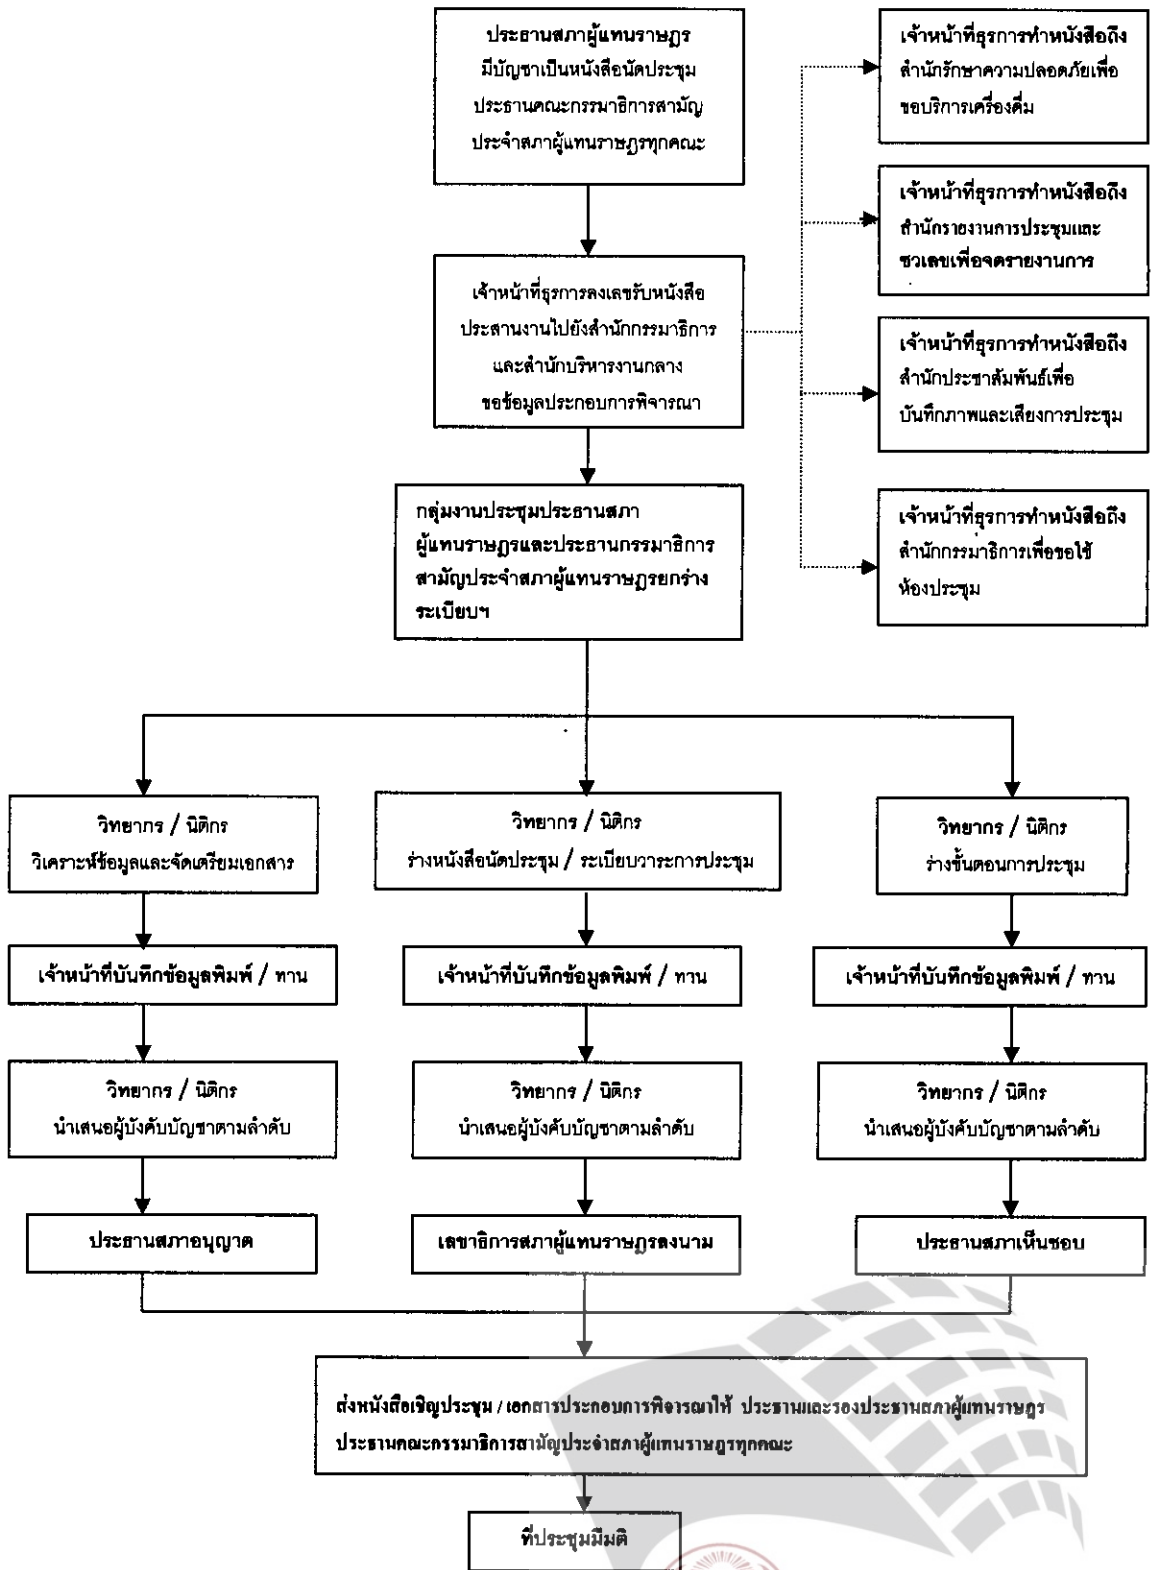 ประธานสภาผู้แทนราษฎร
มีบัญชาเป็นหนังสือนัดประชุม
ประธานคณะกรรมาธิการสามัญ
ประจำสภาผู้แทนราษฎรทุกคณะ
เจ้าหน้าที่ธุรการทำหนังสือถึง
สำนักรักษาความปลอดภัยเพื่อ
ขอบริการเครื่องดื่ม
เจ้าหน้าที่ธุรการทำหนังสือถึง
สำนักรายงานการประชุมและ
ชวเลขเพื่อจดรายงานการ
เจ้าหน้าที่ธุรการลงเลขรับหนังสือ
ประสานงานไปยังสำนักกรรมาธิการ
และสำนักบริหารงานกลาง
ขอข้อมูลประกอบการพิจารณา
เจ้าหน้าที่ธุรการทำหนังสือถึง
สำนักประชาสัมพันธ์เพื่อ
บันทึกภาพและเสียงการประชุม
เจ้าหน้าที่ธุรการทำหนังสือถึง
สำนักกรรมาธิการเพื่อขอใช้
ห้องประชุม
กลุ่มงานประชุมประธานสภา
ผู้แทนราษฎรและประธานกรรมาธิการ
สามัญประจำสภาผู้แทนราษฎรยกร่าง
ระเบียบฯ
วิทยากร / นิติกร
วิเคราะห์ข้อมูลและจัดเตรียมเอกสาร
วิทยากร / นิติกร
ร่างหนังสือนัดประชุม / ระเบียบวาระการประชุม
วิทยากร / นิติกร
ร่างขั้นตอนการประชุม
เจ้าหน้าที่บันทึกข้อมูลพิมพ์ / ทาน
เจ้าหน้าที่บันทึกข้อมูลพิมพ์ / ทาน
เจ้าหน้าที่บันทึกข้อมูลพิมพ์ / ทาน
วิทยากร / นิติกร
นำเสนอผู้บังคับบัญชาตามลำดับ
วิทยากร / นิติกร
นำเสนอผู้บังคับบัญชาตามลำดับ
วิทยากร / นิติกร
นำเสนอผู้บังคับบัญชาตามลำดับ
ประธานสภาอนุญาต
เลขาธิการสภาผู้แทนราษฎรลงนาม
ประธานสภาเห็นชอบ
ส่งหนังสือเชิญประชุม / เอกสารประกอบการพิจารณาให้ ประธานและรองประธานสภาผู้แทนราษฎร
ประธานคณะกรรมาธิการสามัญประจำสภาผู้แทนราษฎรทุกคณะ
ที่ประชุมมีมติ